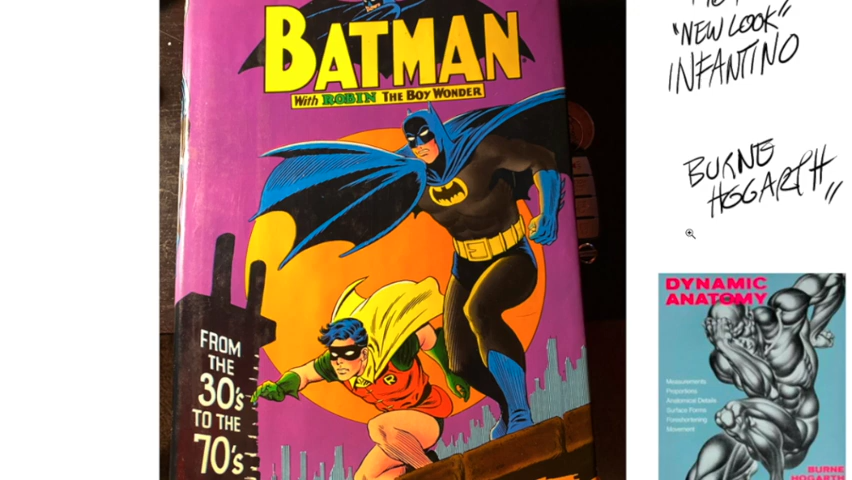 BATMAN
With ROBIN THE BOY WONDER
FROM
THE
30's
TO THE
70's
R
"NEW LOOK"
INFANTINO
BURNE
HOGARTH
DYNAMIC
ANATOMY
Measurements
Proportions
Anatomical Details
Surface Forms
Foreshortening
Movement
BURNE
HOGARTH